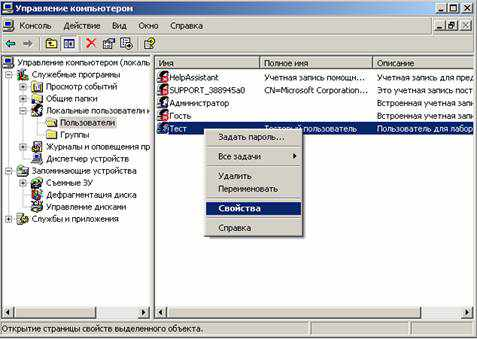 Управление компьютером
Консоль Действие Вид Окно Справка
Управление компьютером (локаль
Служебные программы
Просмотр событий
Общие папки
Локальные пользователи и
Пользователи
Группы
Журналы и оповещения пр
Диспетчер устройств
Запоминающие устройства
Съемные ЗУ
Дефрагментация диска
Управление дисками
Службы и приложения
Имя Полное имя Описание
HelpAssistant Учетная запись помощн... Учетная запись для пред
SUPPORT_388945a0 CN=Microsoft Corporation... Это учетная запись пост
Администратор Встроенная учетная запис
Гость Встроенная учетная запис
Тест Тестовый пользователь Пользователь для лабор
Задать пароль...
Все задачи
Удалить
Переименовать
Свойства
Справка
Открытие страницы свойств выделенного объекта.